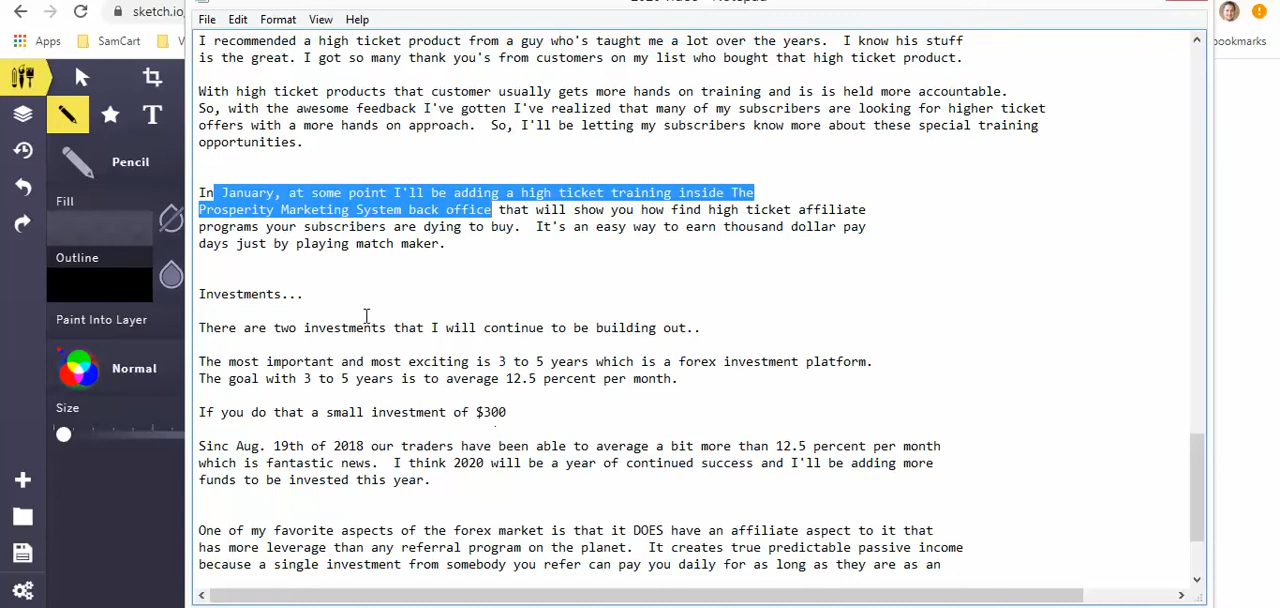 sketch.io
Apps
SamCart
V
bookmarks
File Edit Format View Help
Pencil
Fill
Outline
Paint Into Layer
Normal
Size
I recommended a high ticket product from a guy who's taught me a lot over the years.  I know his stuff
is the great. I got so many thank you's from customers on my list who bought that high ticket product.
With high ticket products that customer usually gets more hands on training and is is held more accountable.
So, with the awesome feedback I've gotten I've realized that many of my subscribers are looking for higher ticket
offers with a more hands on approach.  So, I'll be letting my subscribers know more about these special training
opportunities.
In January, at some point I'll be adding a high ticket training inside The
Prosperity Marketing System back office that will show you how find high ticket affiliate
programs your subscribers are dying to buy.  It's an easy way to earn thousand dollar pay
days just by playing match maker.
Investments...
There are two investments that I will continue to be building out..
The most important and most exciting is 3 to 5 years which is a forex investment platform.
The goal with 3 to 5 years is to average 12.5 percent per month.
If you do that a small investment of $300
Sinc Aug. 19th of 2018 our traders have been able to average a bit more than 12.5 percent per month
which is fantastic news.  I think 2020 will be a year of continued success and I'll be adding more
funds to be invested this year.
One of my favorite aspects of the forex market is that it DOES have an affiliate aspect to it that
has more leverage than any referral program on the planet.  It creates true predictable passive income
because a single investment from somebody you refer can pay you daily for as long as they are as an